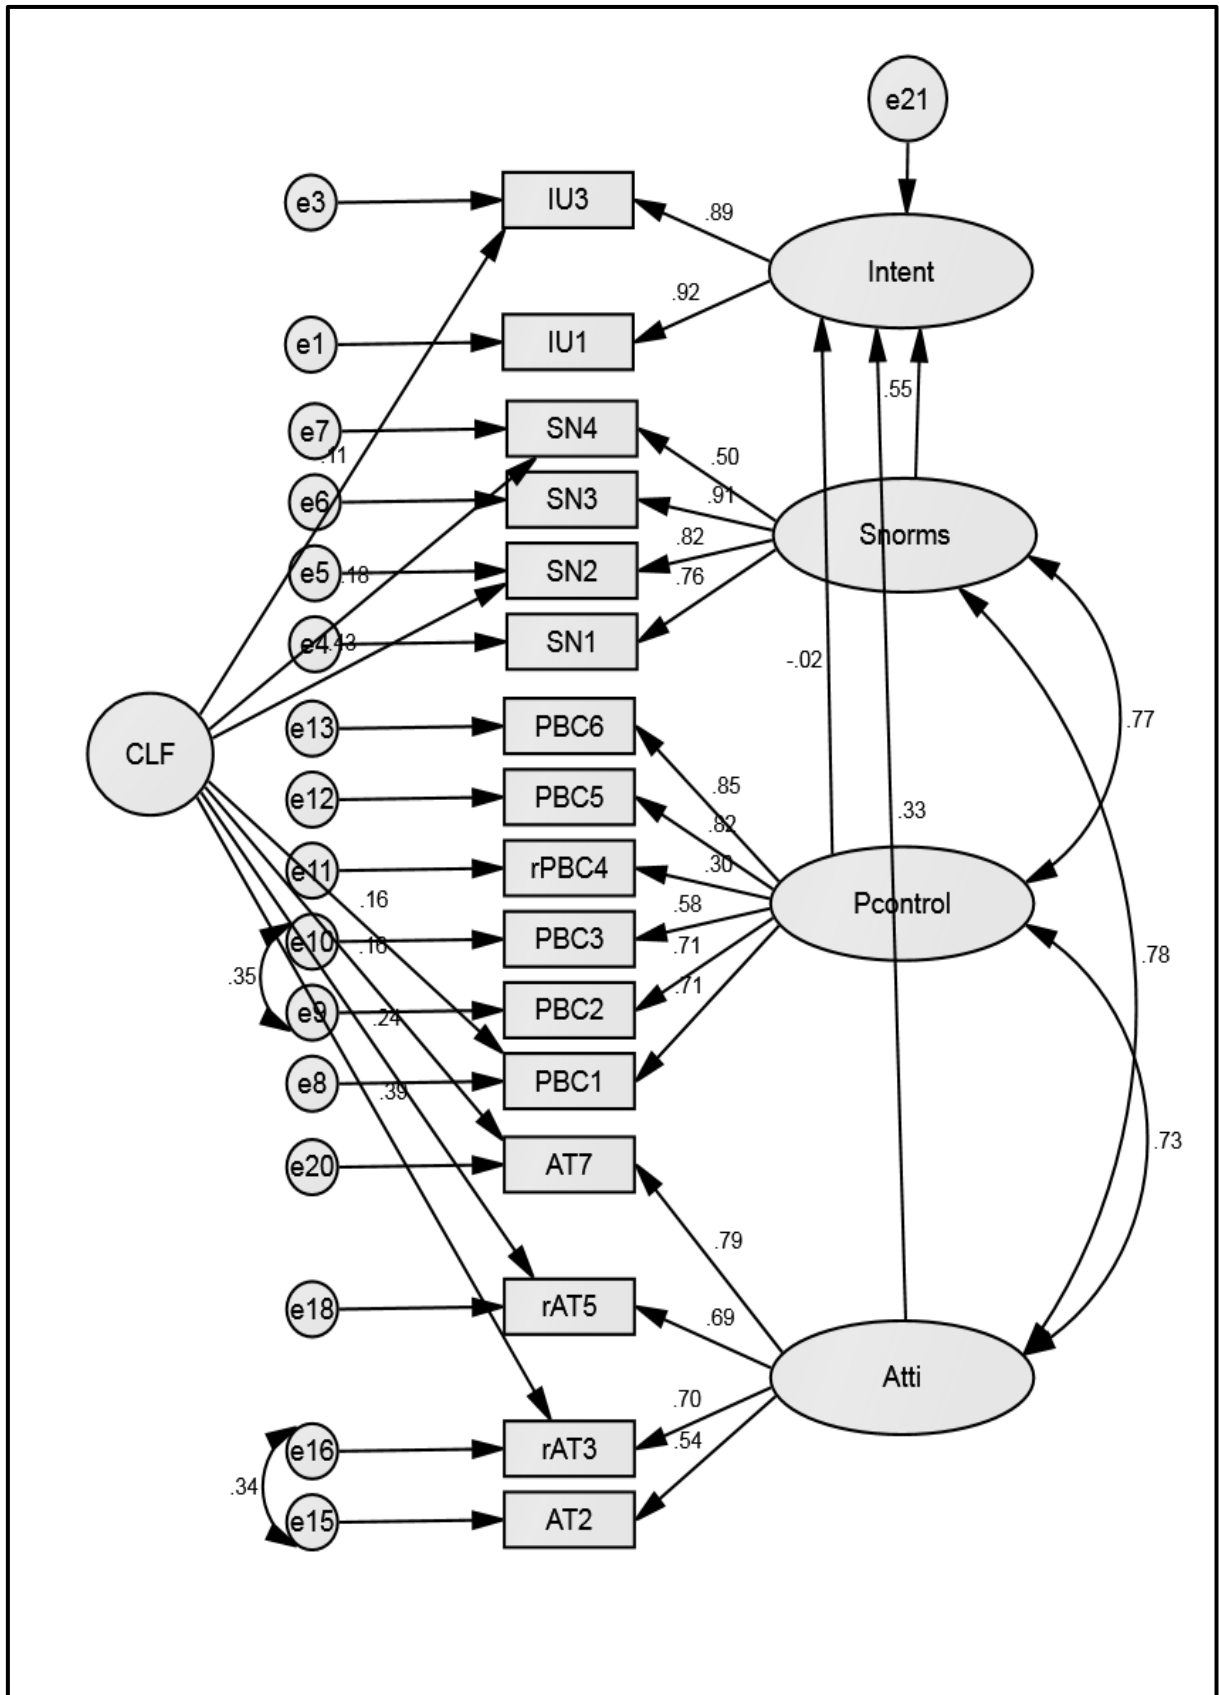 e21
e3
IU3
.89
Intent
.92
e1
IU1
.55
e7
SN4
.11
.50
e6
SN3
.91
Snorms
.82
e5
.18
SN2
.76
e4
.43
SN1
-.02
.77
e13
PBC6
CLF
.85
e12
PBC5
.82
.33
e11
rPBC4
.30
.16
.58
Pcontrol
e10
.16
PBC3
.71
.78
.35
.71
e9
.24
PBC2
e8
.39
PBC1
.73
e20
AT7
.79
e18
rAT5
.69
Atti
.70
e16
rAT3
.54
.34
e15
AT2